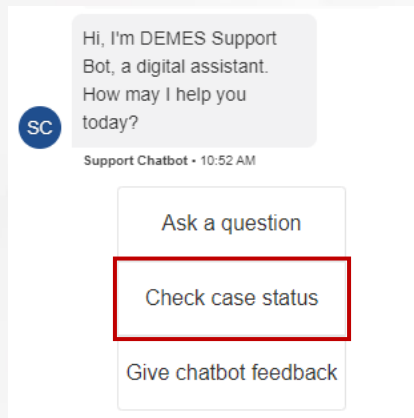 Hi, I'm DEMES Support
Bot, a digital assistant.
How may I help you
today?
SC
Support Chatbot • 10:52 AM
Ask a question
Check case status
Give chatbot feedback